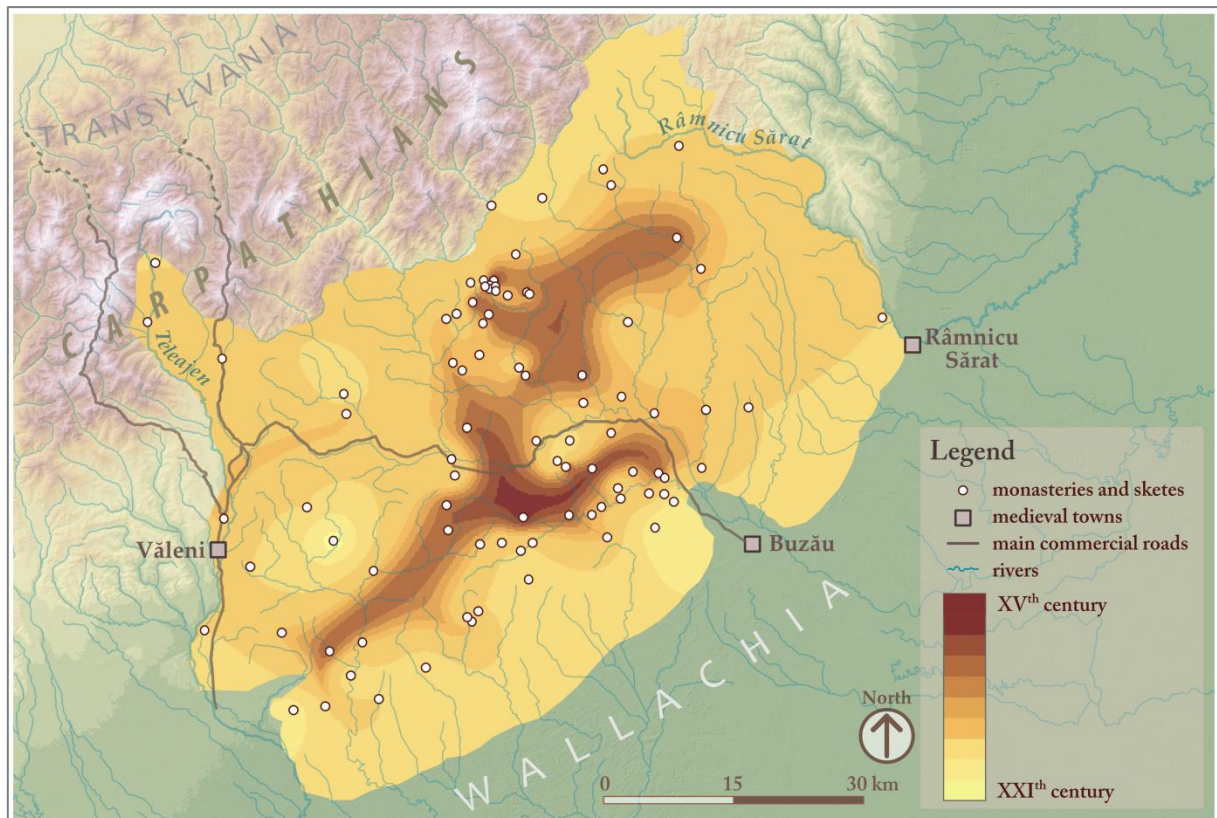 TRANSYLVANIA
CARPATHIANS
Râmnicu Sărat
Teleajen
Râmnicu
Sărat
Văleni
Buzău
WALLACHIA
Legend
monasteries and sketes
medieval towns
main commercial roads
rivers
XVth century
XXIth century
North
0 15 30 km